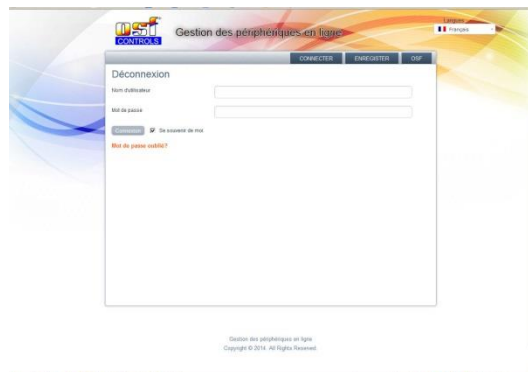 Langues
Français
osf
CONTROLS
Gestion des périphériques en ligne
CONNECTER ENREGISTER OSF
Déconnexion
Nom d'utilisateur
Mot de passe
Connexion Se souvenir de moi
Mot de passe oublié?
Gestion des périphériques en ligne
Copyright © 2014 All Rights Reserved